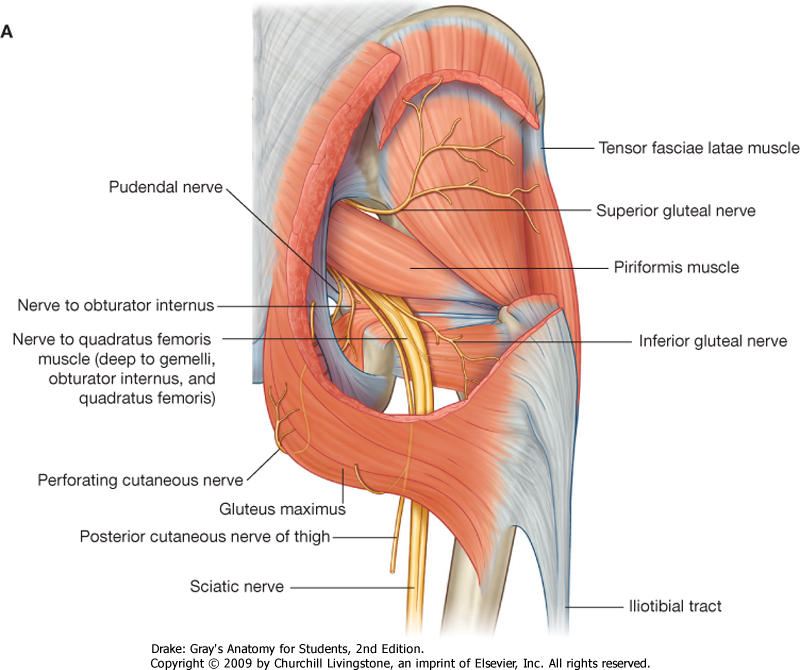 A
Tensor fasciae latae muscle
Pudendal nerve
Superior gluteal nerve
Piriformis muscle
Nerve to obturator internus
Nerve to quadratus femoris
muscle (deep to gemelli,
obturator internus, and
quadratus femoris)
Inferior gluteal nerve
Perforating cutaneous nerve
Gluteus maximus
Posterior cutaneous nerve of thigh
Sciatic nerve
Iliotibial tract
Drake: Gray's Anatomy for Students, 2nd Edition.
Copyright © 2009 by Churchill Livingstone, an imprint of Elsevier, Inc. All rights reserved.